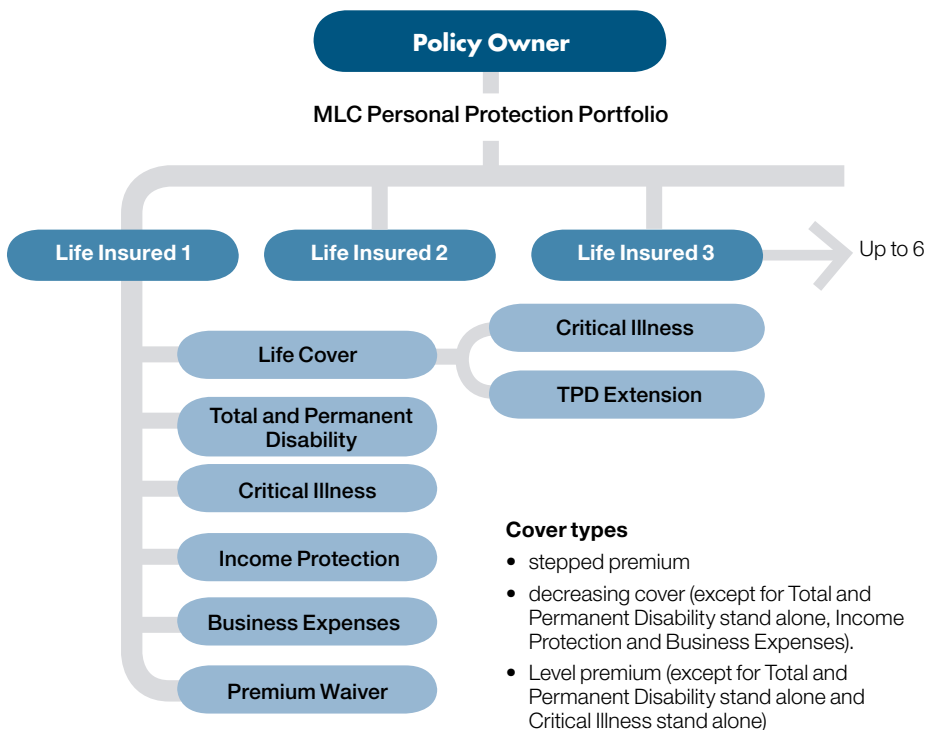 Policy Owner
MLC Personal Protection Portfolio
Life Insured 1
Life Insured 2
Life Insured 3
Up to 6
Life Cover
Critical Illness
TPD Extension
Total and Permanent
Disability
Critical Illness
Income Protection
Business Expenses
Premium Waiver
Cover types
• stepped premium
• decreasing cover (except for Total and
Permanent Disability stand alone, Income
Protection and Business Expenses).
• Level premium (except for Total and
Permanent Disability stand alone and
Critical Illness stand alone)